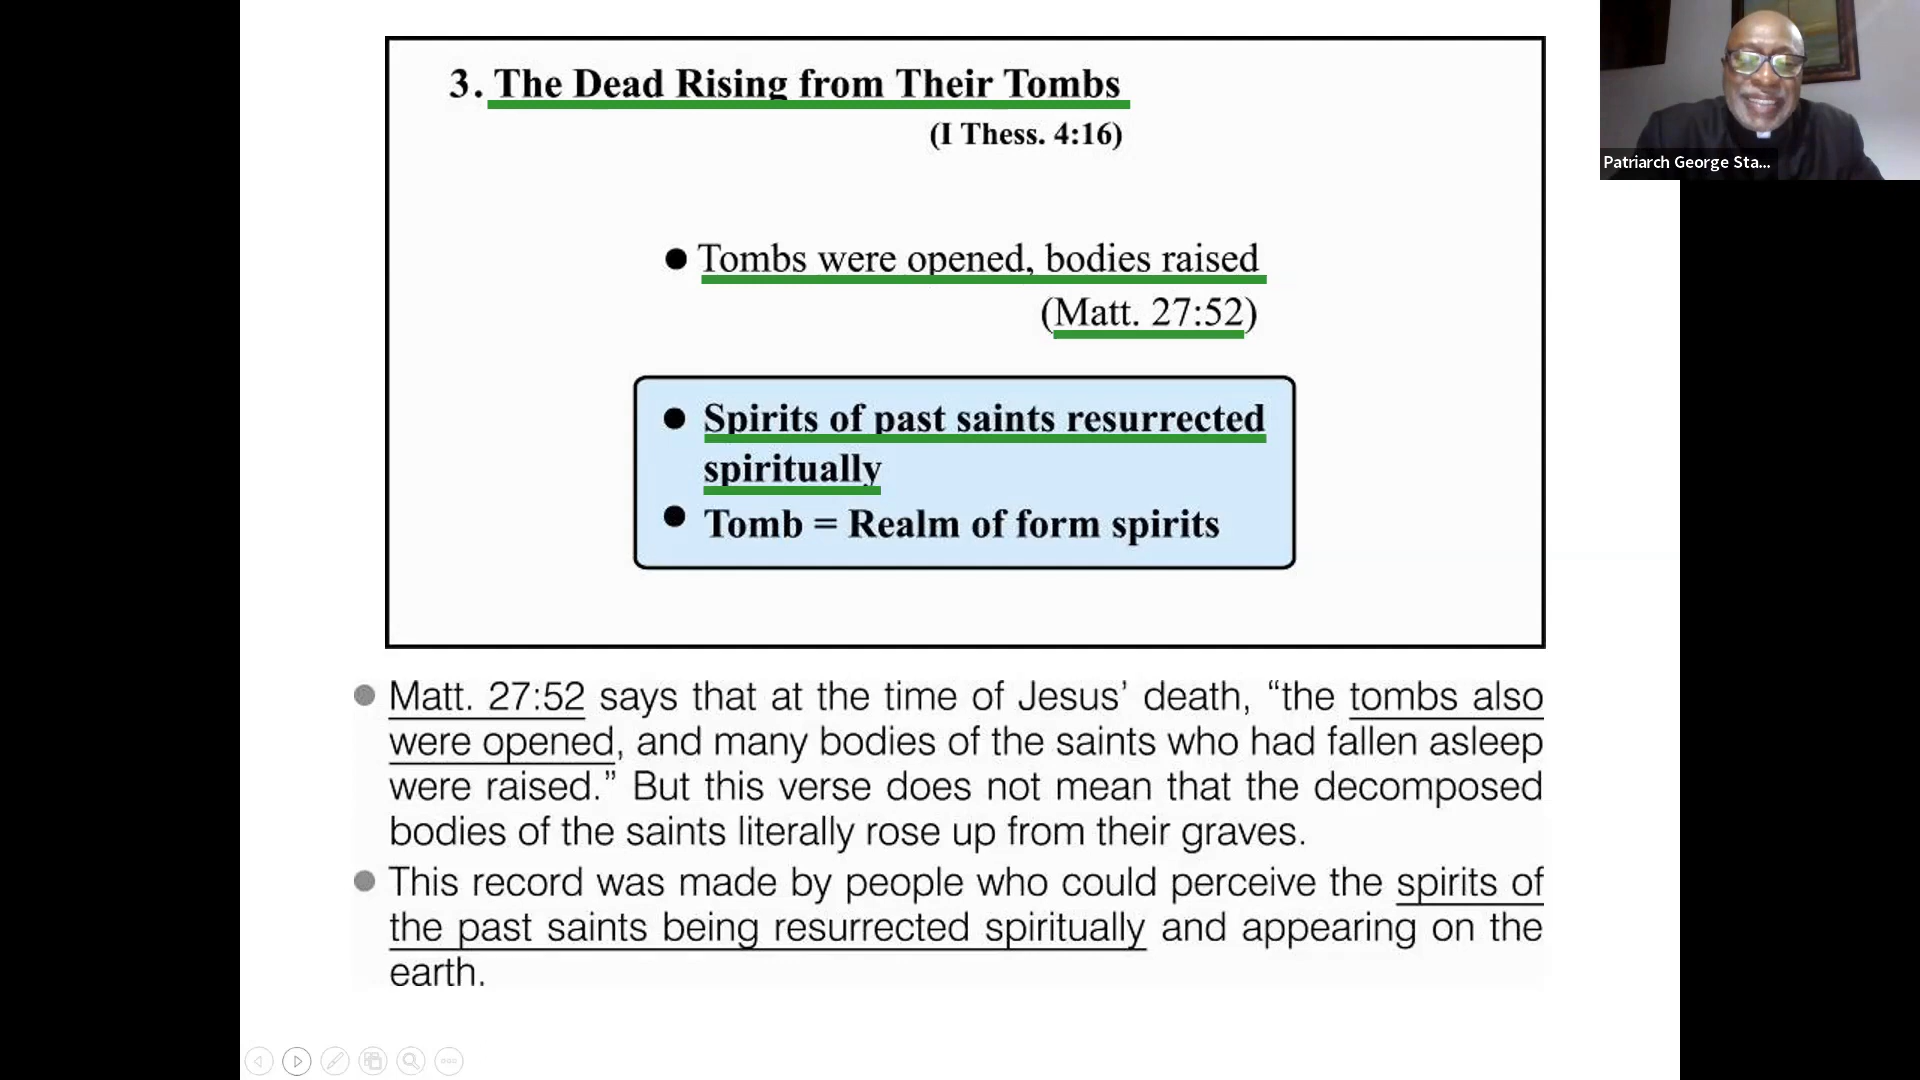 3. The Dead Rising from Their Tombs
(I Thess. 4:16)
● Tombs were opened, bodies raised
(Matt. 27:52)
● Spirits of past saints resurrected
spiritually
● Tomb = Realm of form spirits
● Matt. 27:52 says that at the time of Jesus’ death, “the tombs also
were opened, and many bodies of the saints who had fallen asleep
were raised.” But this verse does not mean that the decomposed
bodies of the saints literally rose up from their graves.
● This record was made by people who could perceive the spirits of
the past saints being resurrected spiritually and appearing on the
earth.
Patriarch George Sta...